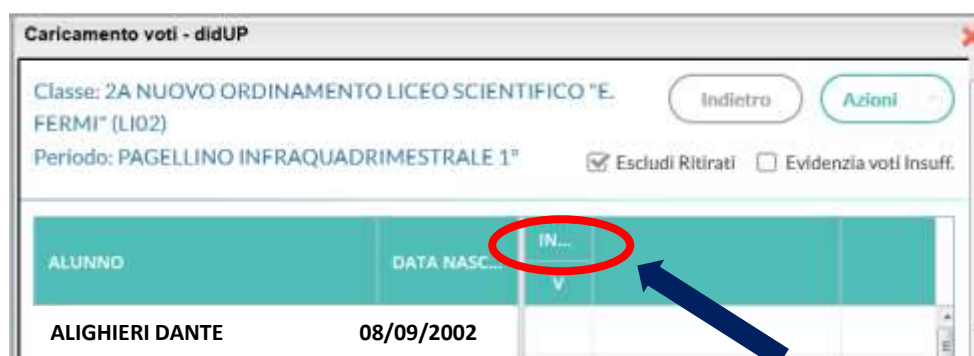 Caricamento voti - didUP
Classe: 2A NUOVO ORDINAMENTO LICEO SCIENTIFICO "E.
FERMI" (LI02)
Periodo: PAGELLINO INFRAQUADRIMESTRALE 1°
Indietro
Azioni
Escludi Ritirati
Evidenzia voti Insuff.
ALUNNO
DATA NASC...
IN...
V
ALIGHIERI DANTE
08/09/2002